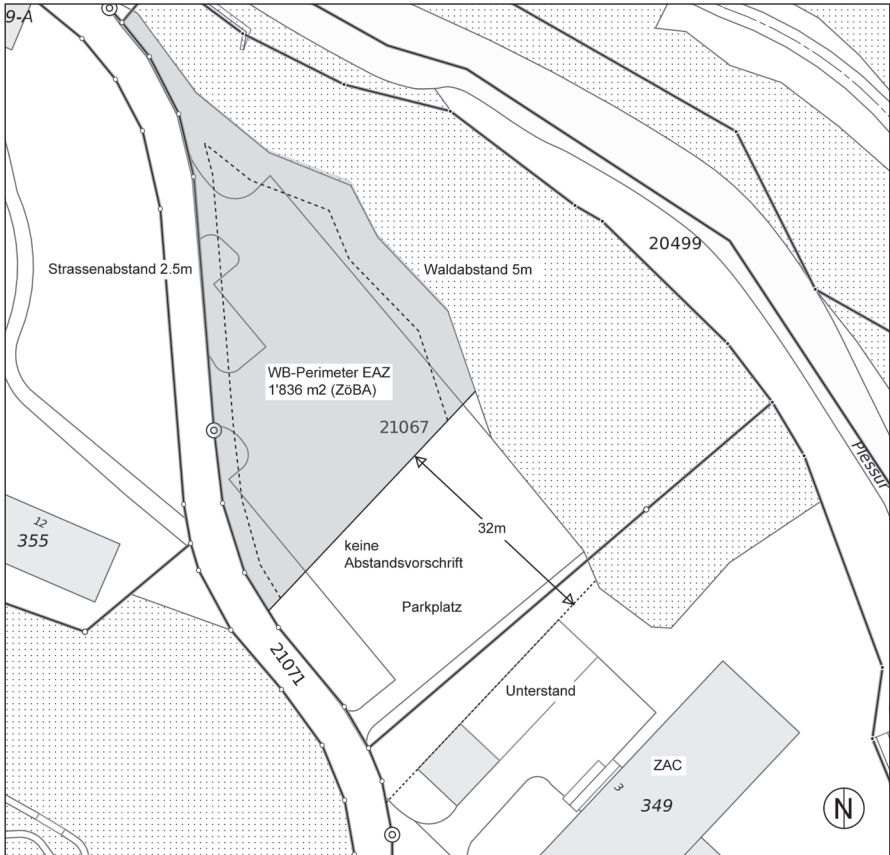 9-A
20499
Strassenabstand 2.5m
Waldabstand 5m
WB-Perimeter EAZ
1'836 m2 (ZöBA)
21067
Plessur
12
355
32m
keine
Abstandsvorschrift
Parkplatz
21071
Unterstand
ZAC
3
349
N